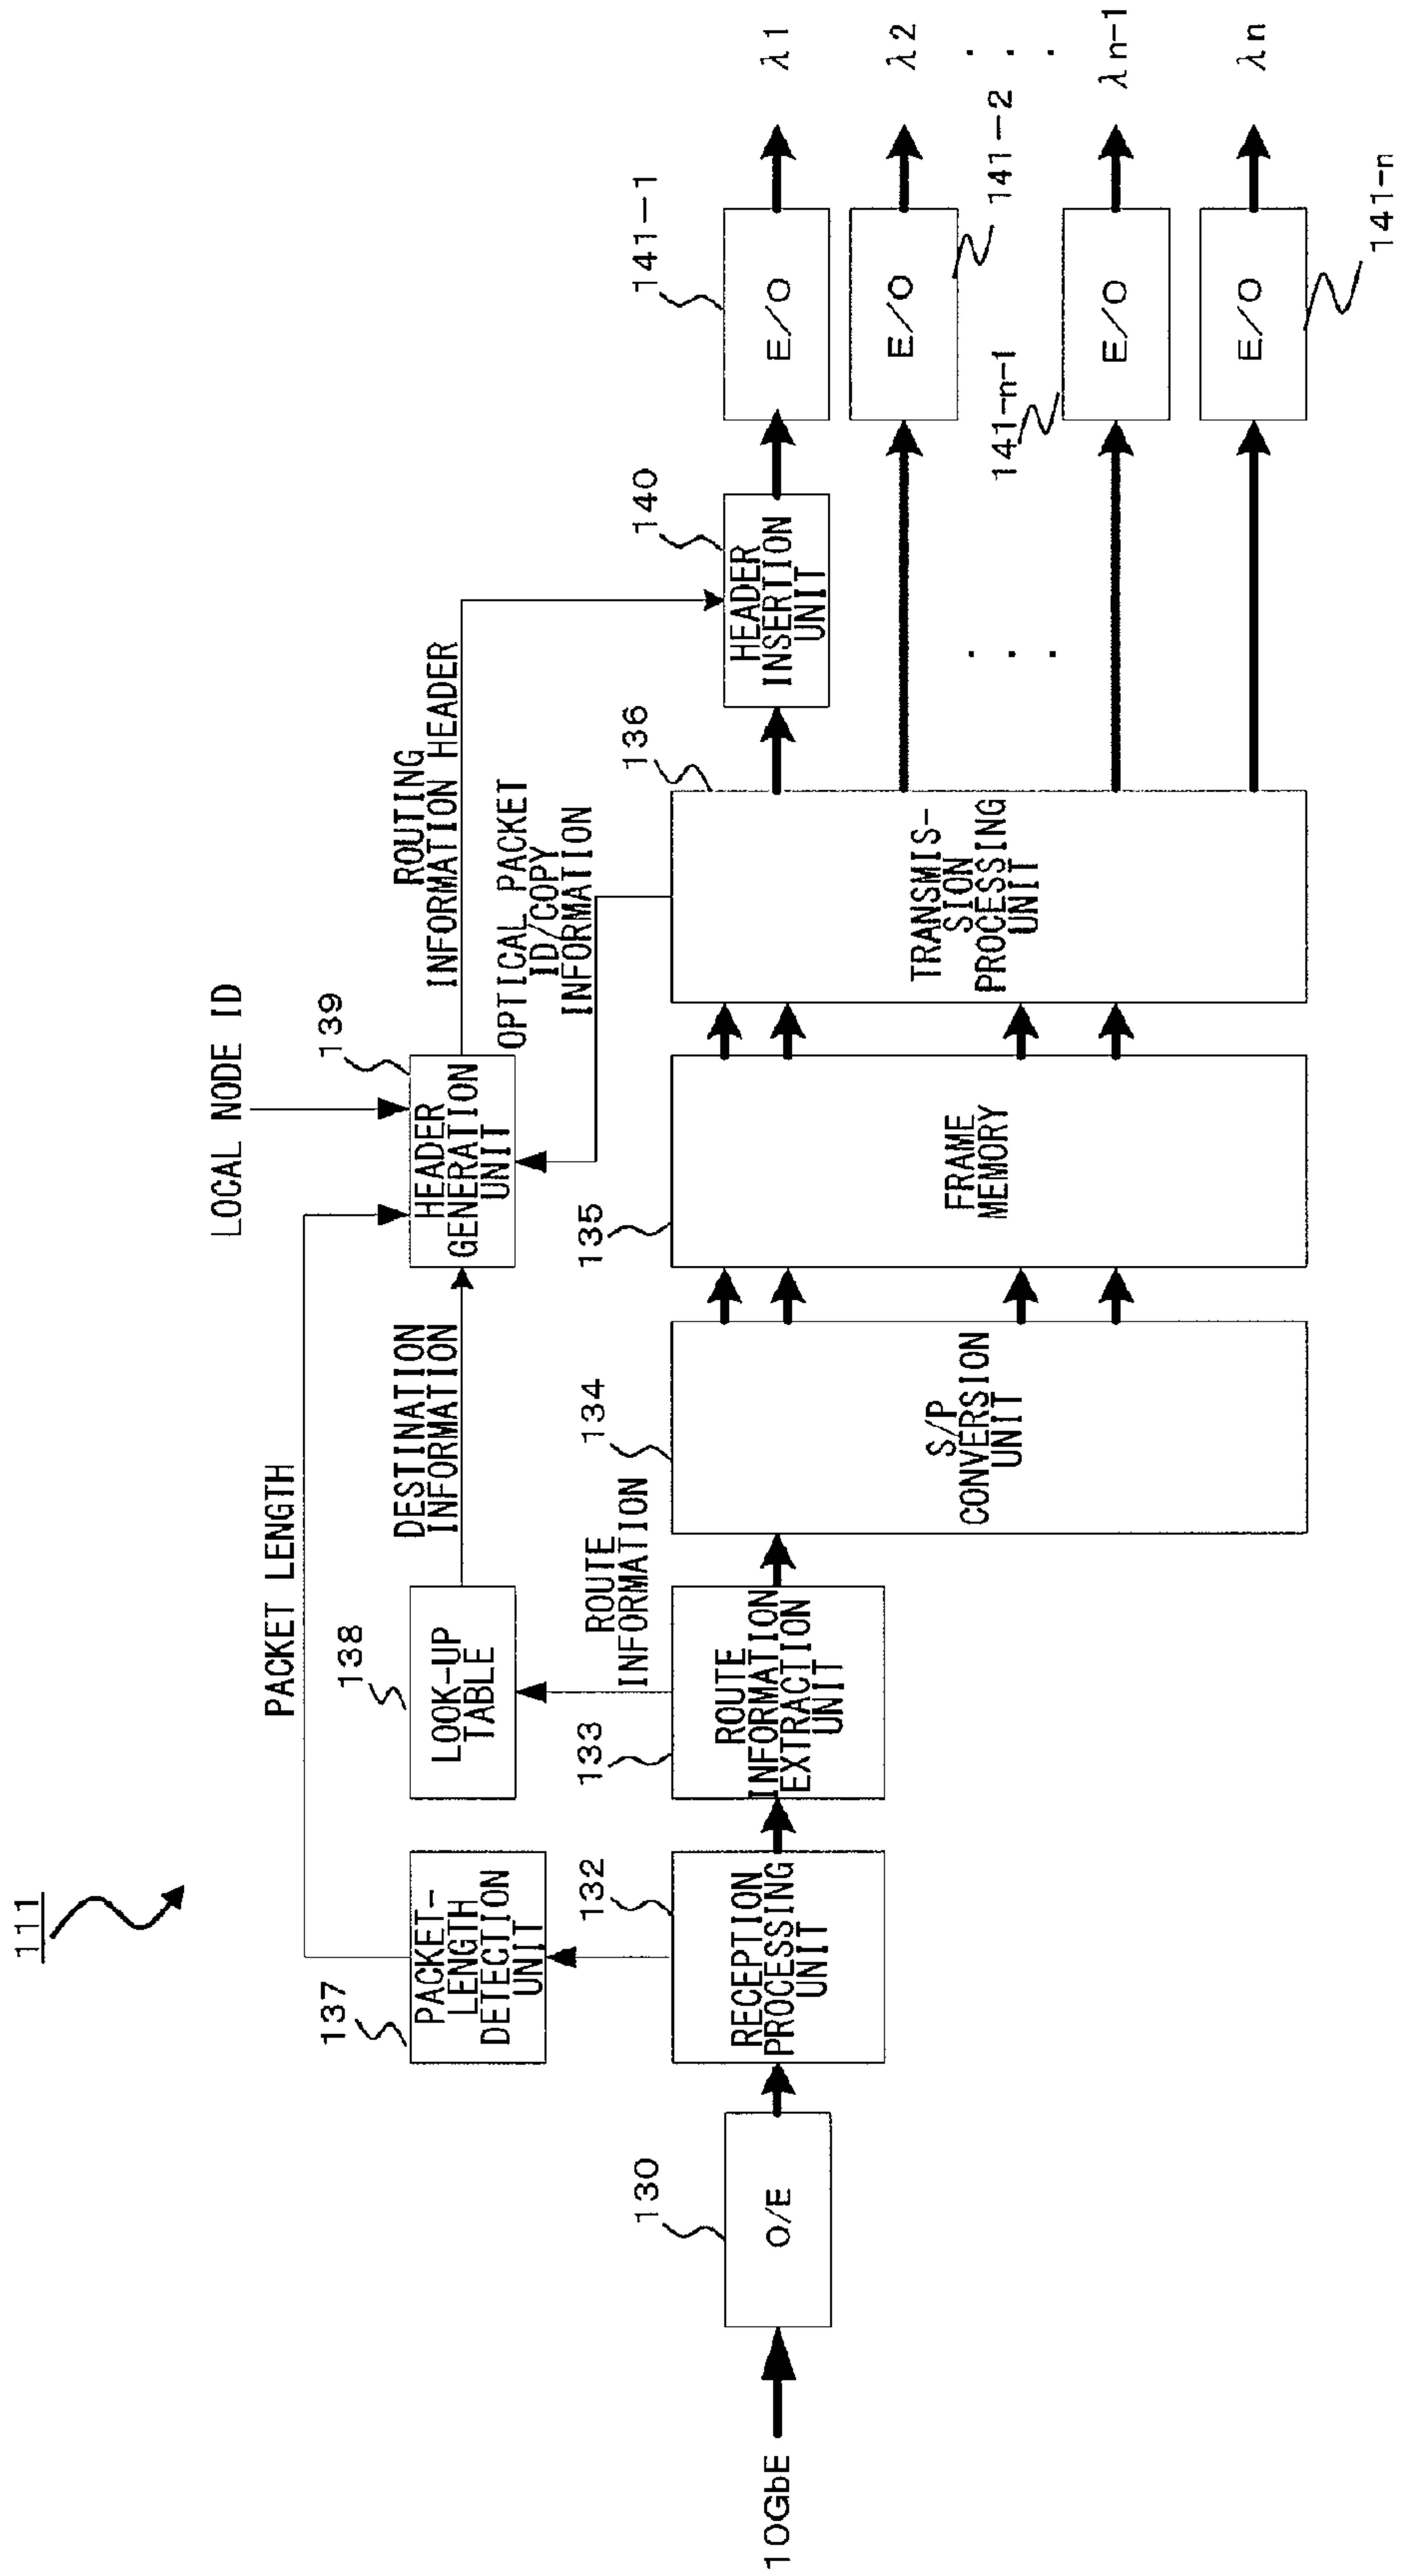 111
LOCAL NODE ID
PACKET LENGTH
137
PACKET-
LENGTH
DETECTION
UNIT
138
LOOK-UP
TABLE
DESTINATION
INFORMATION
139
HEADER
GENERATION
UNIT
ROUTING
INFORMATION HEADER
OPTICAL PACKET
ID/COPY
INFORMATION
ROUTE
INFORMATION
10GbE
130
O/E
132
RECEPTION
PROCESSING
UNIT
133
ROUTE
INFORMATION
EXTRACTION
UNIT
134
S/P
CONVERSION
UNIT
135
FRAME
MEMORY
136
TRANSMIS-
SION
PROCESSING
UNIT
140
HEADER
INSERTION
UNIT
141-1
E/O
λ1
E/O
141-2
λ2
. . .
. . .
141-n-1
E/O
λn-1
E/O
141-n
λn